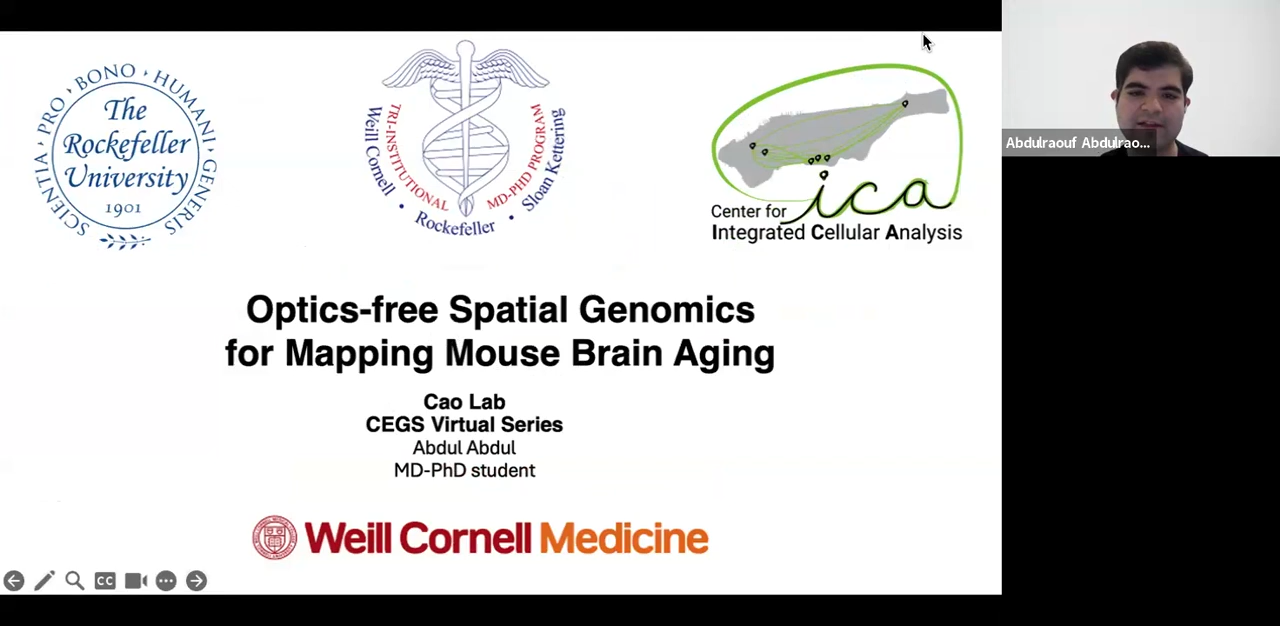 SCIENTIA • PRO • BONO • HUMANI • GENERIS
The
Rockefeller
University
1901
TRI-INSTITUTIONAL MD-PHD PROGRAM
Weill Cornell • Rockefeller • Sloan Kettering
ica
Center for
Integrated Cellular Analysis
Abdulraouf Abdulrao...
Optics-free Spatial Genomics
for Mapping Mouse Brain Aging
Cao Lab
CEGS Virtual Series
Abdul Abdul
MD-PhD student
Weill Cornell Medicine
CC